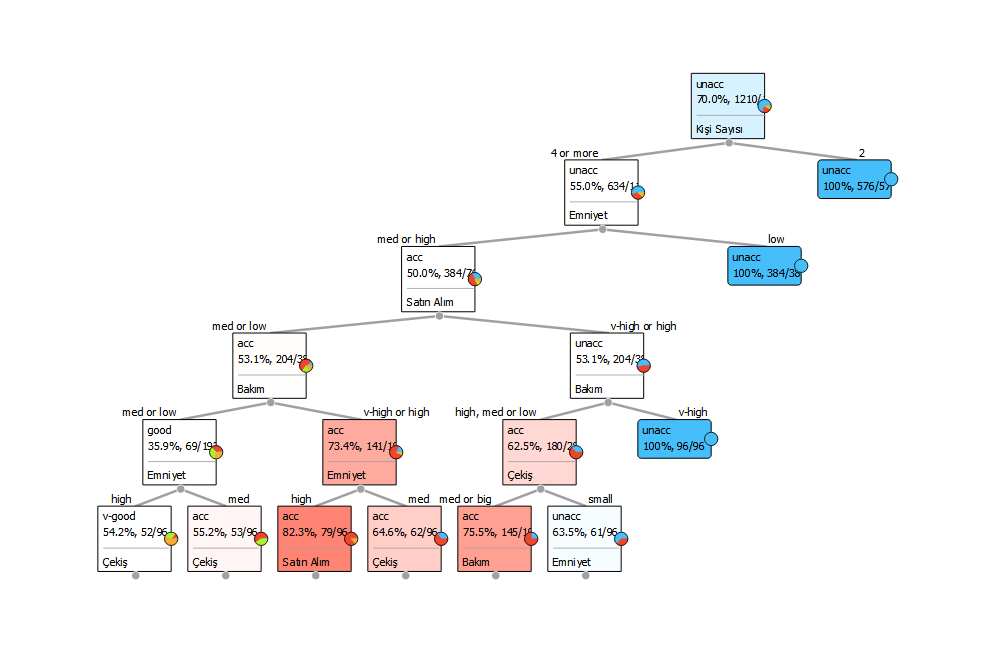 unacc
70.0%, 1210/
Kişi Sayısı
4 or more
2
unacc
55.0%, 634/1
Emniyet
unacc
100%, 576/57
med or high
low
acc
50.0%, 384/7
Satın Alım
unacc
100%, 384/38
med or low
v-high or high
acc
53.1%, 204/38
Bakım
unacc
53.1%, 204/38
Bakım
med or low
v-high or high
high, med or low
v-high
good
35.9%, 69/192
Emniyet
acc
73.4%, 141/19
Emniyet
acc
62.5%, 180/28
Çekiş
unacc
100%, 96/96
high
med
high
med
med or big
small
v-good
54.2%, 52/96
Çekiş
acc
55.2%, 53/96
Çekiş
acc
82.3%, 79/96
Satın Alım
acc
64.6%, 62/96
Çekiş
acc
75.5%, 145/19
Bakım
unacc
63.5%, 61/96
Emniyet